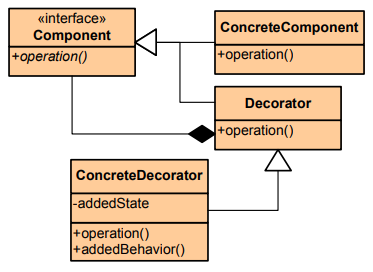 «interface»
Component
+operation()
ConcreteComponent
+operation()
Decorator
+operation()
ConcreteDecorator
-addedState
+operation()
+addedBehavior()